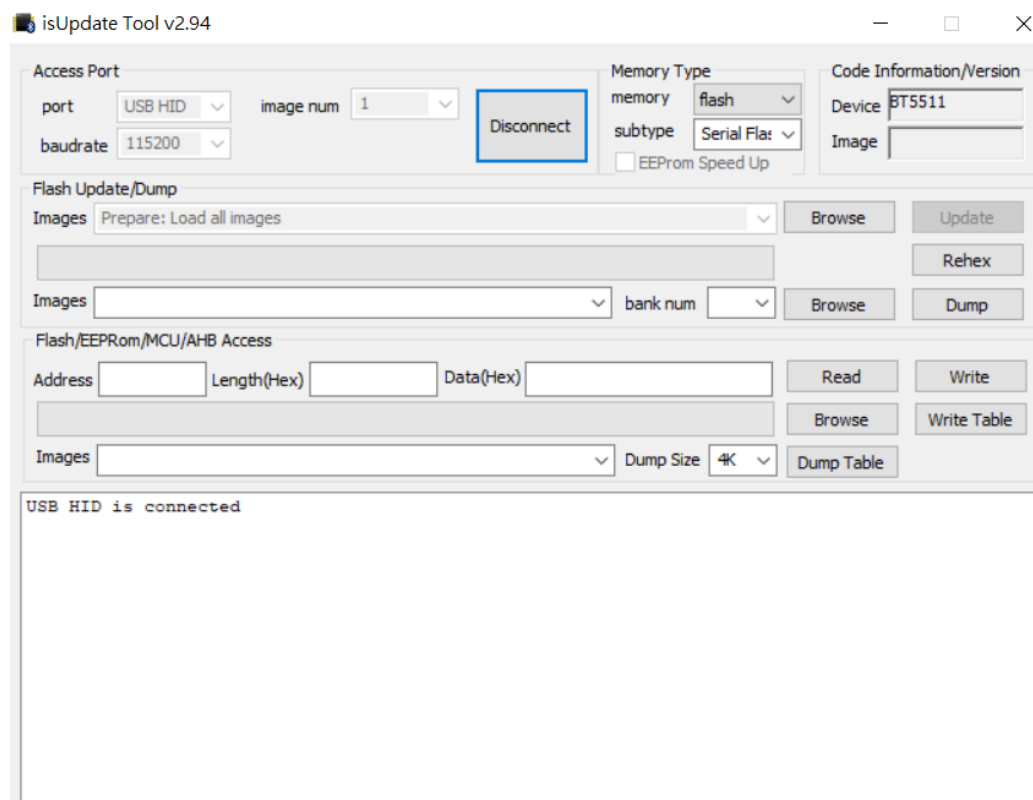 isUpdate Tool v2.94
Access Port
port USB HID image num 1
baudrate 115200
Disconnect
Memory Type
memory flash
subtype Serial Flas
EEProm Speed Up
Code Information/Version
Device BT5511
Image
Flash Update/Dump
Images Prepare: Load all images Browse Update
Rehex
Images bank num Browse Dump
Flash/EEPRom/MCU/AHB Access
Address Length(Hex) Data(Hex) Read Write
Browse Write Table
Images Dump Size 4K Dump Table
USB HID is connected